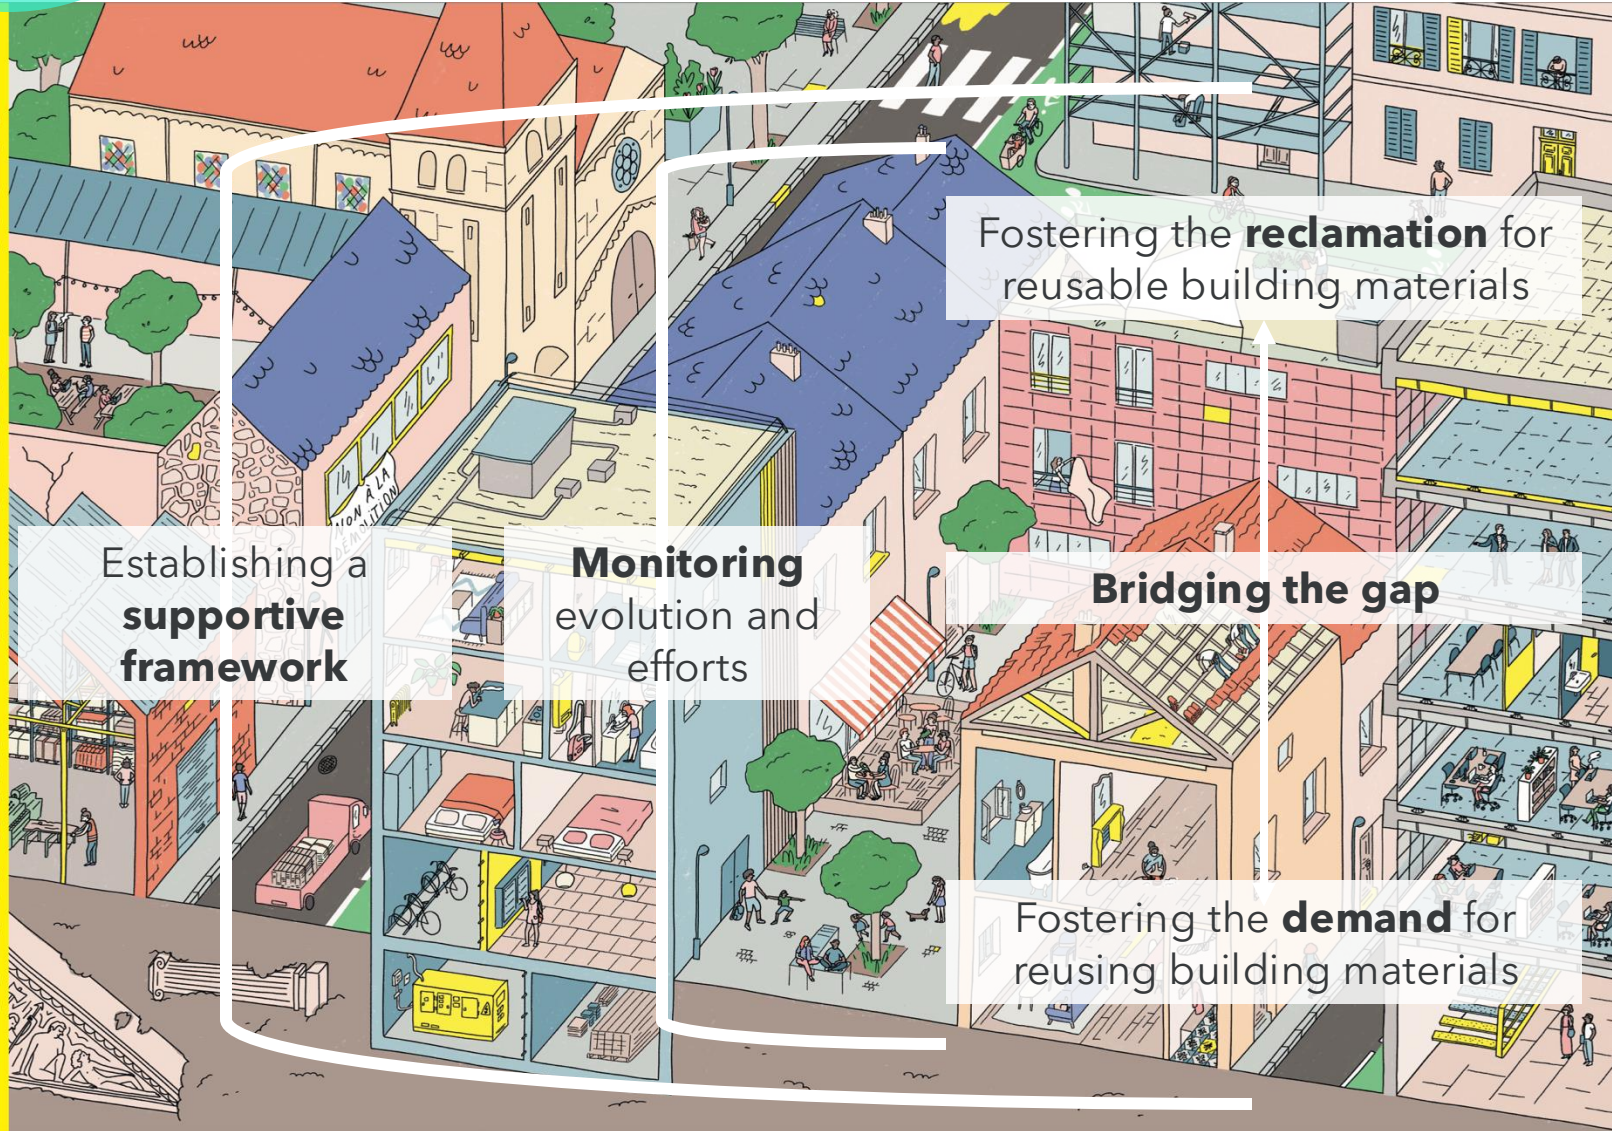 Fostering the reclamation for
reusable building materials
NON À LA
DÉMOLITION
Establishing a
supportive
framework
Monitoring
evolution and
efforts
Bridging the gap
Fostering the demand for
reusing building materials